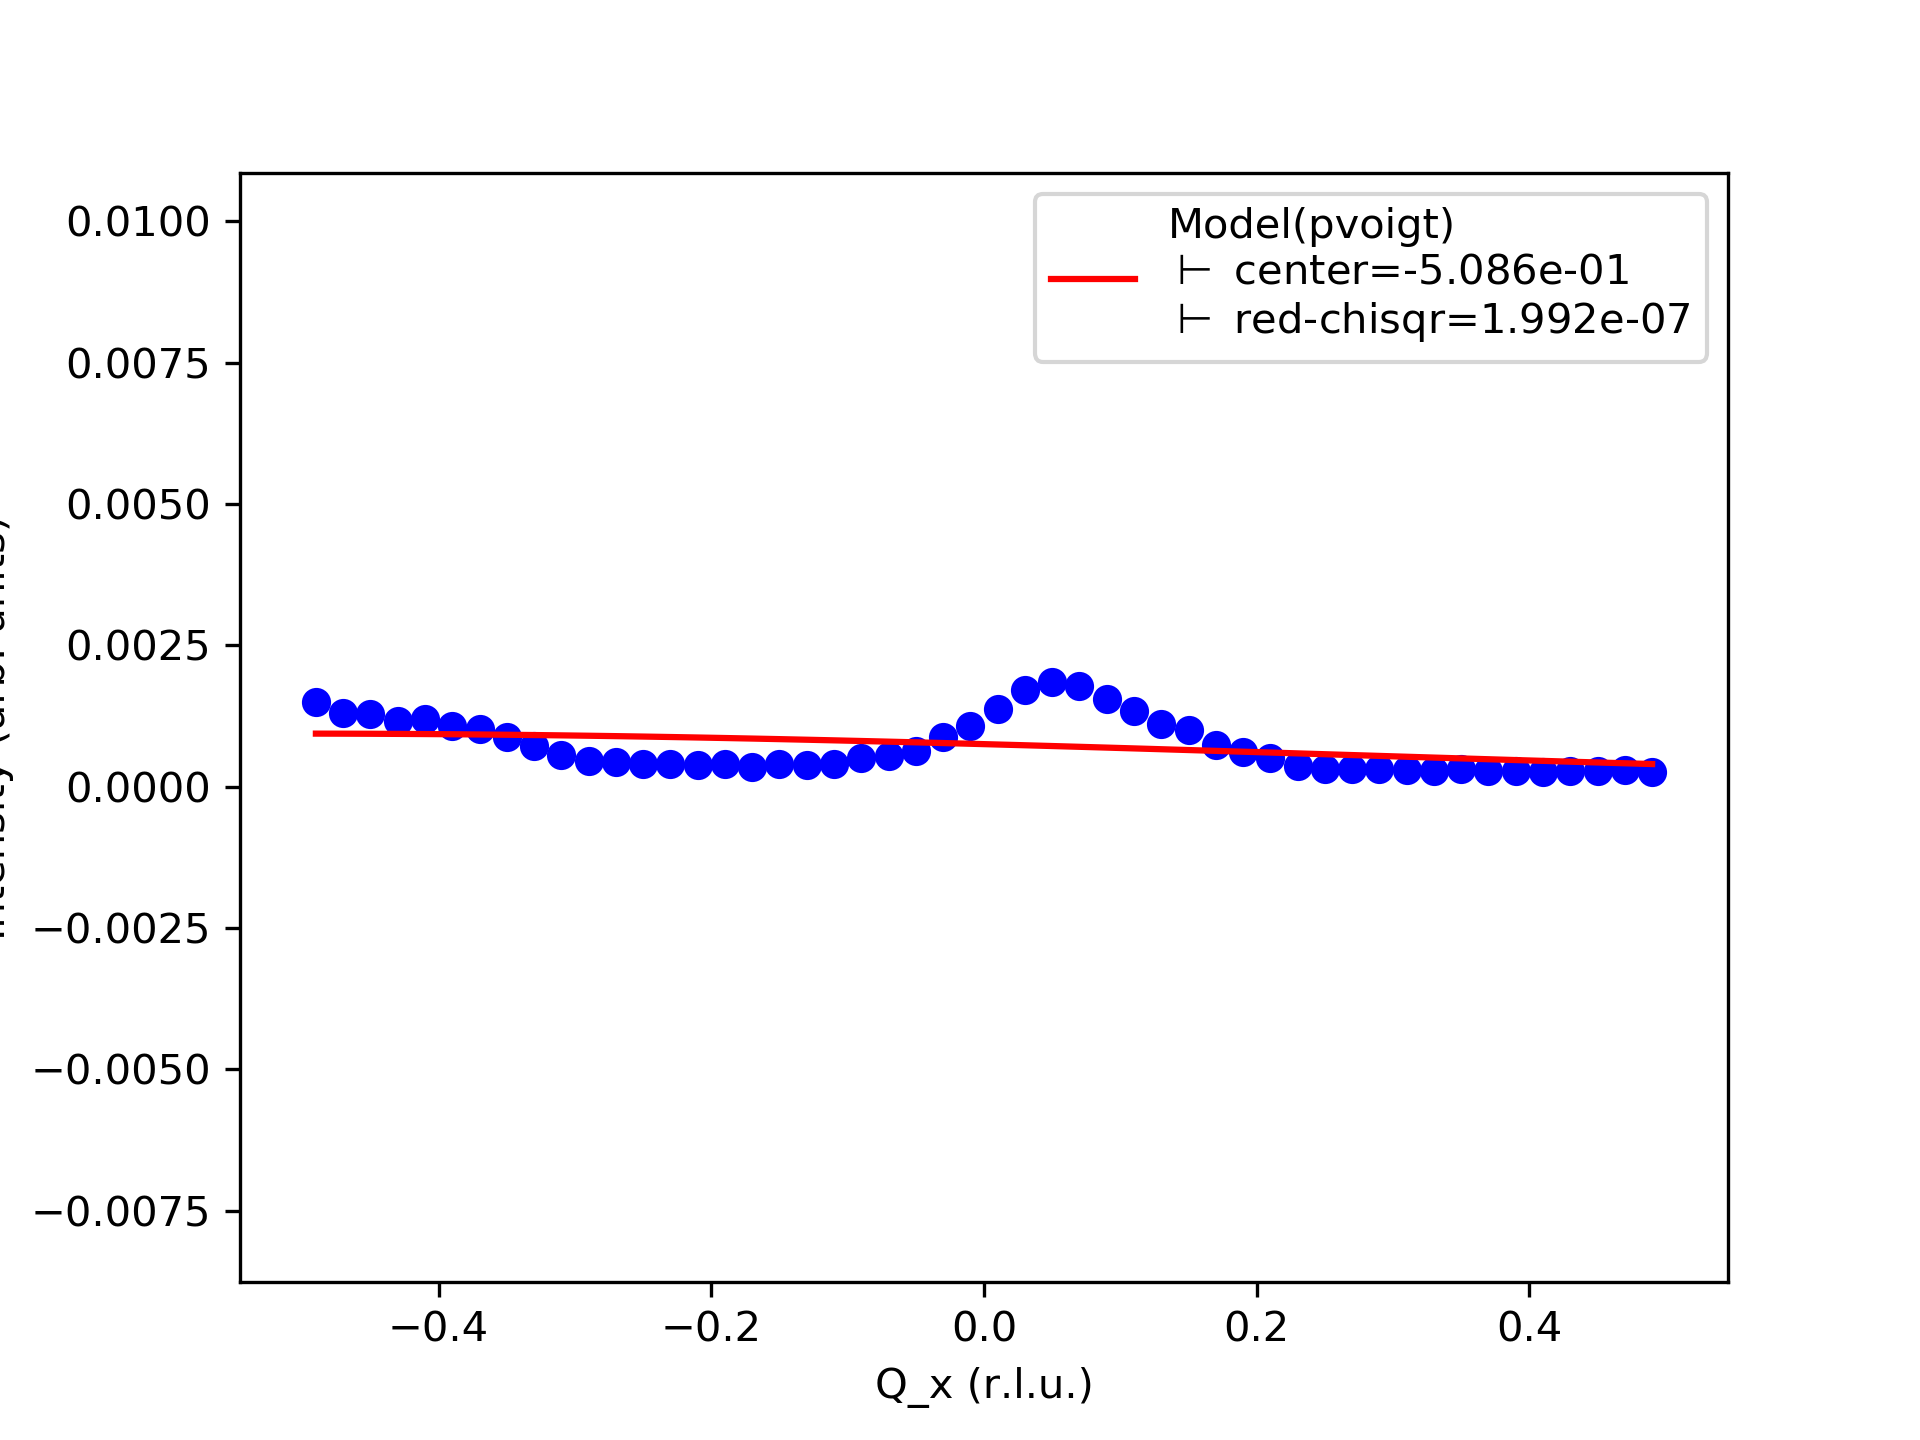 0.0100
0.0075
0.0050
0.0025
0.0000
−0.0025
−0.0050
−0.0075
Model(pvoigt)
⊢ center=-5.086e-01
⊢ red-chisqr=1.992e-07
−0.4 −0.2 0.0 0.2 0.4
Q_x (r.l.u.)